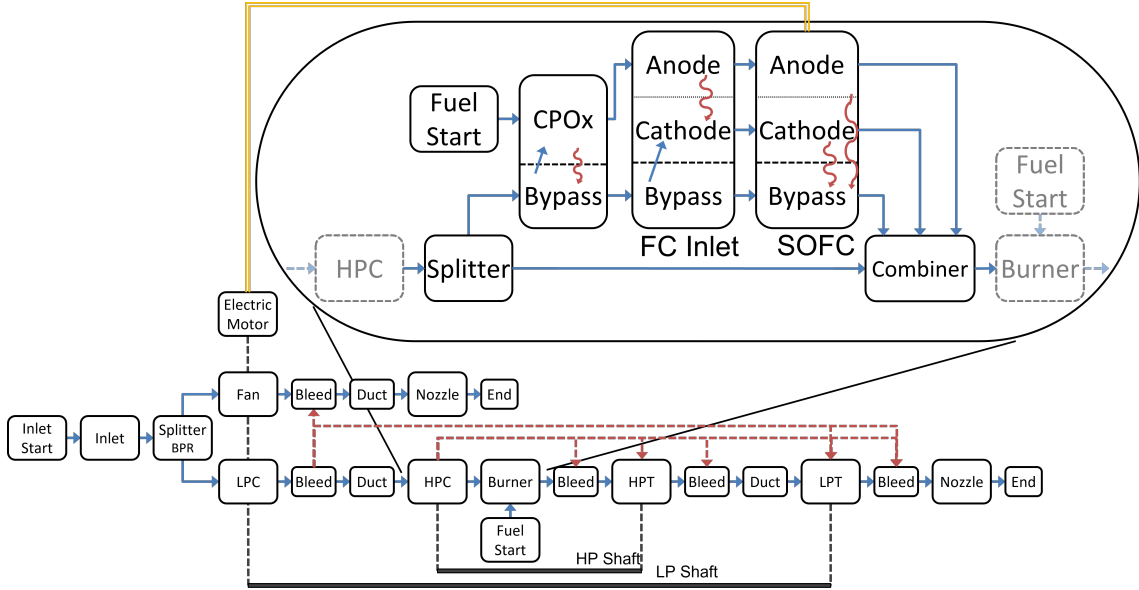 Anode
Anode
Fuel
Start
CPOx
Cathode
Cathode
Fuel
Start
Bypass
Bypass
Bypass
FC Inlet
SOFC
HPC
Splitter
Combiner
Burner
Electric
Motor
Fan
Bleed
Duct
Nozzle
End
Inlet
Start
Inlet
Splitter
BPR
LPC
Bleed
Duct
HPC
Burner
Bleed
HPT
Bleed
Duct
LPT
Bleed
Nozzle
End
Fuel
Start
HP Shaft
LP Shaft